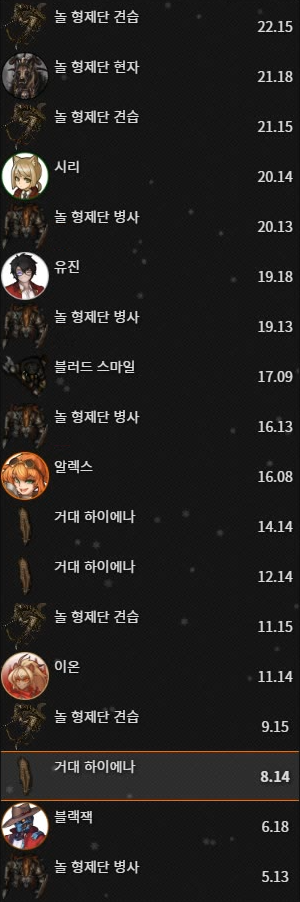 놀 형제단 견습 22.15
놀 형제단 현자 21.18
놀 형제단 견습 21.15
시리 20.14
놀 형제단 병사 20.13
유진 19.18
놀 형제단 병사 19.13
블러드 스마일 17.09
놀 형제단 병사 16.13
알렉스 16.08
거대 하이에나 14.14
거대 하이에나 12.14
놀 형제단 견습 11.15
이온 11.14
놀 형제단 견습 9.15
거대 하이에나 8.14
블랙잭 6.18
놀 형제단 병사 5.13